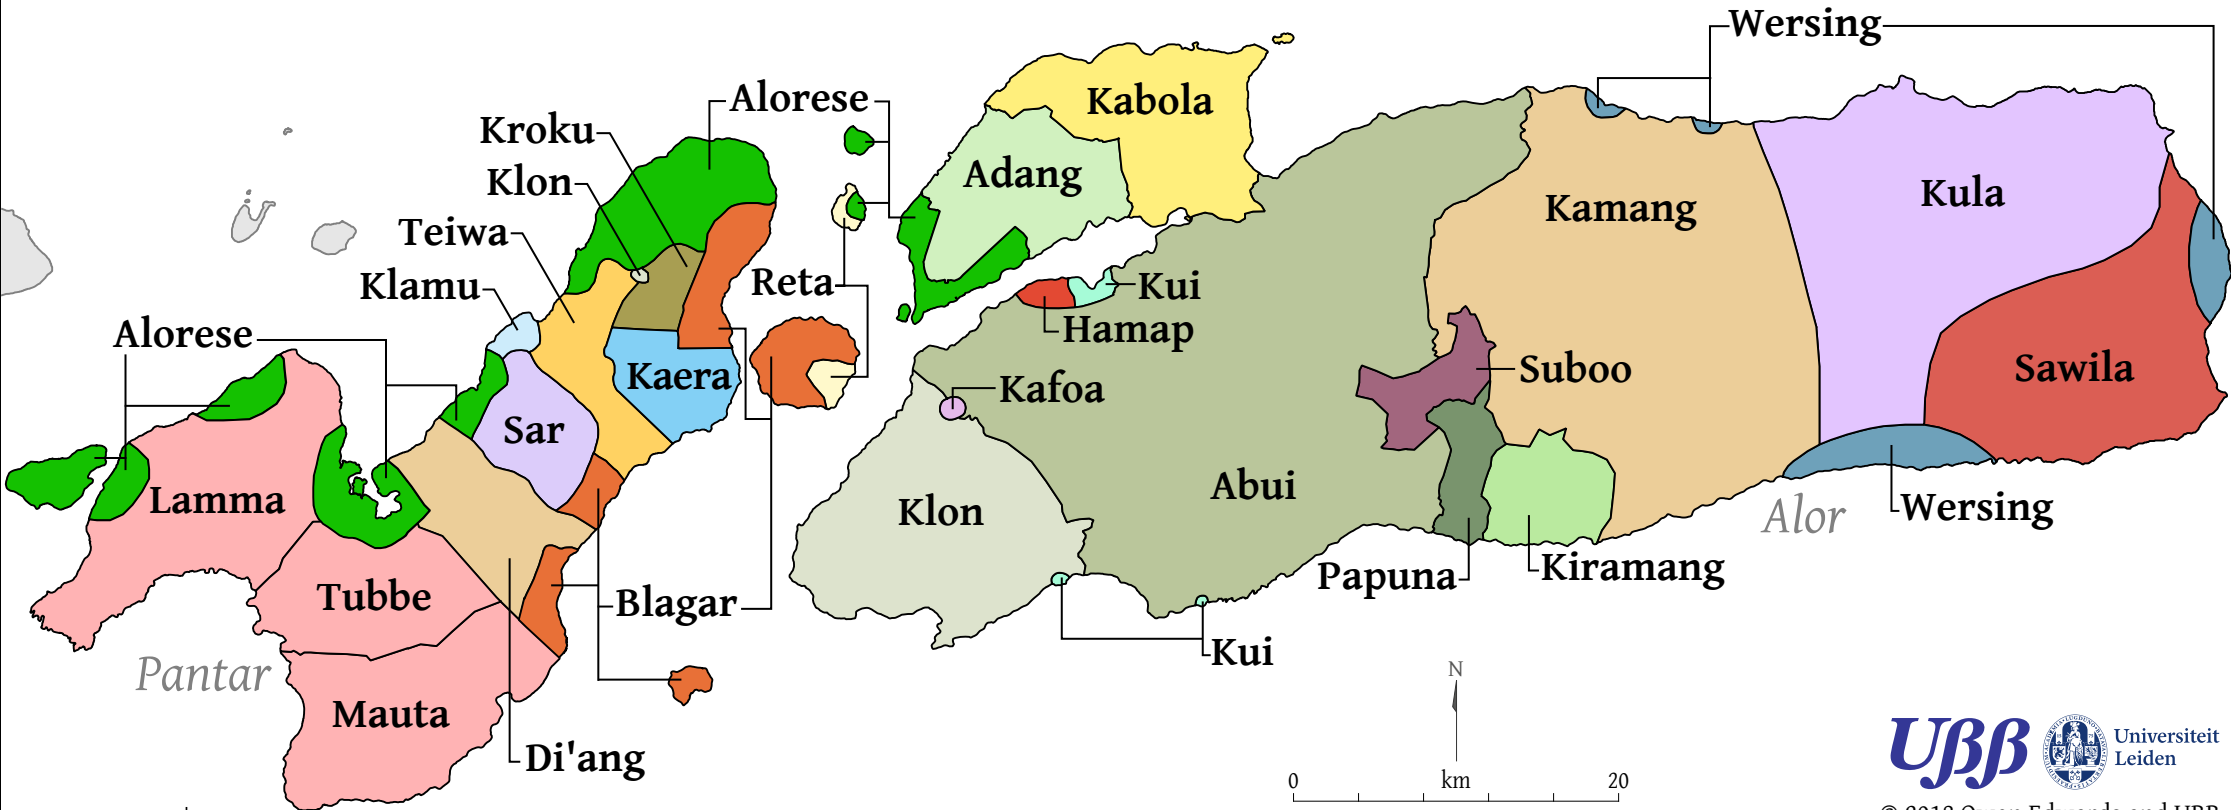 Wersing
Alorese
Kabola
Kroku
Klon
Adang
Kula
Kamang
Teiwa
Klamu
Reta
Kui
Hamap
Alorese
Kaera
Kafoa
Suboo
Sawila
Sar
Lamma
Klon
Abui
Alor
Wersing
Tubbe
Blagar
Papuna
Kiramang
Pantar
Kui
Mauta
Di'ang
N
0 km 20
UBB
Universiteit
Leiden